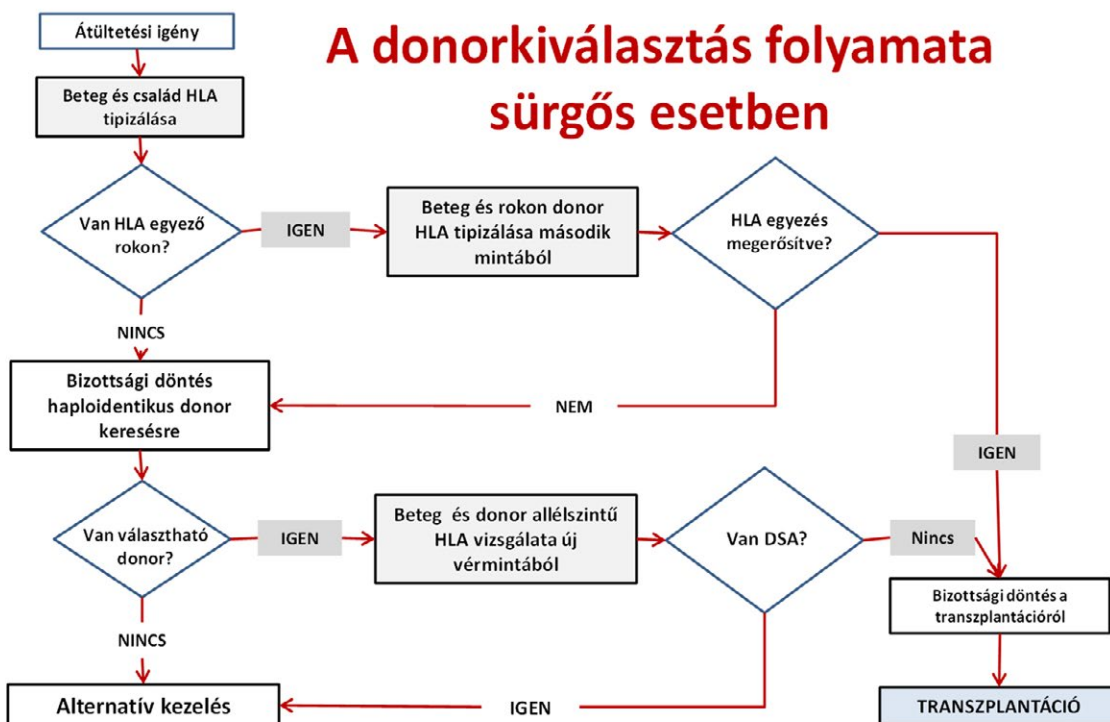 A donorkiválasztás folyamata
sürgős esetben
Átültetési igény
Beteg és család HLA
tipizálása
Van HLA egyező
rokon?
IGEN
Beteg és rokon donor
HLA tipizálása második
mintából
HLA egyezés
megerősítve?
NINCS
Bizottsági döntés
haploidentikus donor
keresésre
NEM
IGEN
Van választható
donor?
IGEN
Beteg és donor allélszintű
HLA vizsgálata új
vérmintából
Van DSA?
Nincs
Bizottsági döntés a
transzplantációról
NINCS
Alternatív kezelés
IGEN
TRANSZPLANTÁCIÓ